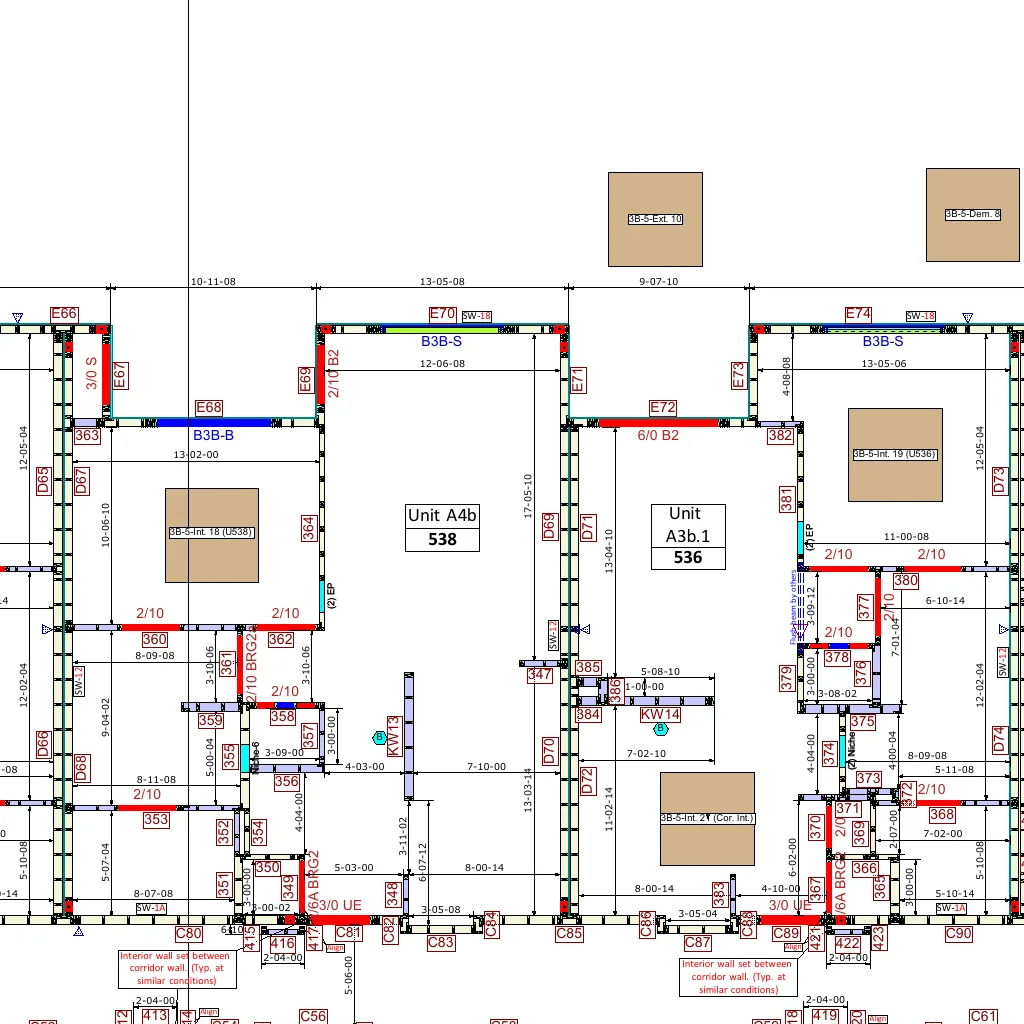 3B-5-Ext. 10
3B-5-Dem. 8
10-11-08
13-05-08
9-07-10
E66
E70
SW-18
E74
SW-18
B3B-S
B3B-S
3/0 S
E67
E69
2/10 B2
12-06-08
E71
E73
4-08-08
13-05-06
E68
B3B-B
363
13-02-00
E72
6/0 B2
382
12-05-04
D65
D67
10-06-10
364
3B-5-Int. 18 (U538)
(2) EP
17-05-10
Unit A4b
538
D69
D71
13-04-10
Unit
A3b.1
536
381
(2) EP
3B-5-Int. 19 (U536)
12-05-04
D73
11-00-08
2/10
2/10
380
2/10
2/10
360
362
8-09-08
3-10-06
361
2/10 BRG2
3-10-06
2/10
SW-12
SW-12
347
385
386
5-08-10
1-00-00
384
KW14
B
Flush beam by others
3-09-12
377
2/10
6-10-14
7-01-04
2/10
378
376
379
3-00-00
3-08-02
SW-12
12-02-04
12-02-04
9-04-02
359
358
357
3-00-00
355
Niche-6
5-00-04
3-09-00
356
B
KW13
4-03-00
7-10-00
7-02-10
375
374
(2) Niche
4-04-00
4-00-04
8-09-08
5-11-08
373
372
2/10
D66
D68
D70
D72
D74
8-11-08
2/10
353
352
354
4-04-00
13-03-14
11-02-14
3B-5-Int. 2 (Cor. Int.)
371
370
2/0
369
368
2-07-00
7-02-00
5-10-08
5-07-04
350
351
349
3-00-00
3-00-02
3-11-02
6-07-12
5-03-00
348
8-00-14
8-00-14
383
4-10-00
6-02-00
367
366
365
3-00-00
5-10-14
5-10-08
8-07-08
SW-1A
SW-1A
3/0 UE
3-05-08
3-05-04
3/0 UE
C80
415
416
417
C81
C82
C83
C84
C85
C86
C87
C88
C89
421
422
423
C90
Align
Align
2-04-00
2-04-00
Interior wall set between
corridor wall. (Typ. at
similar conditions)
Interior wall set between
corridor wall. (Typ. at
similar conditions)
5-06-00
2-04-00
2-04-00
413
Align
C56
419
Align
C61